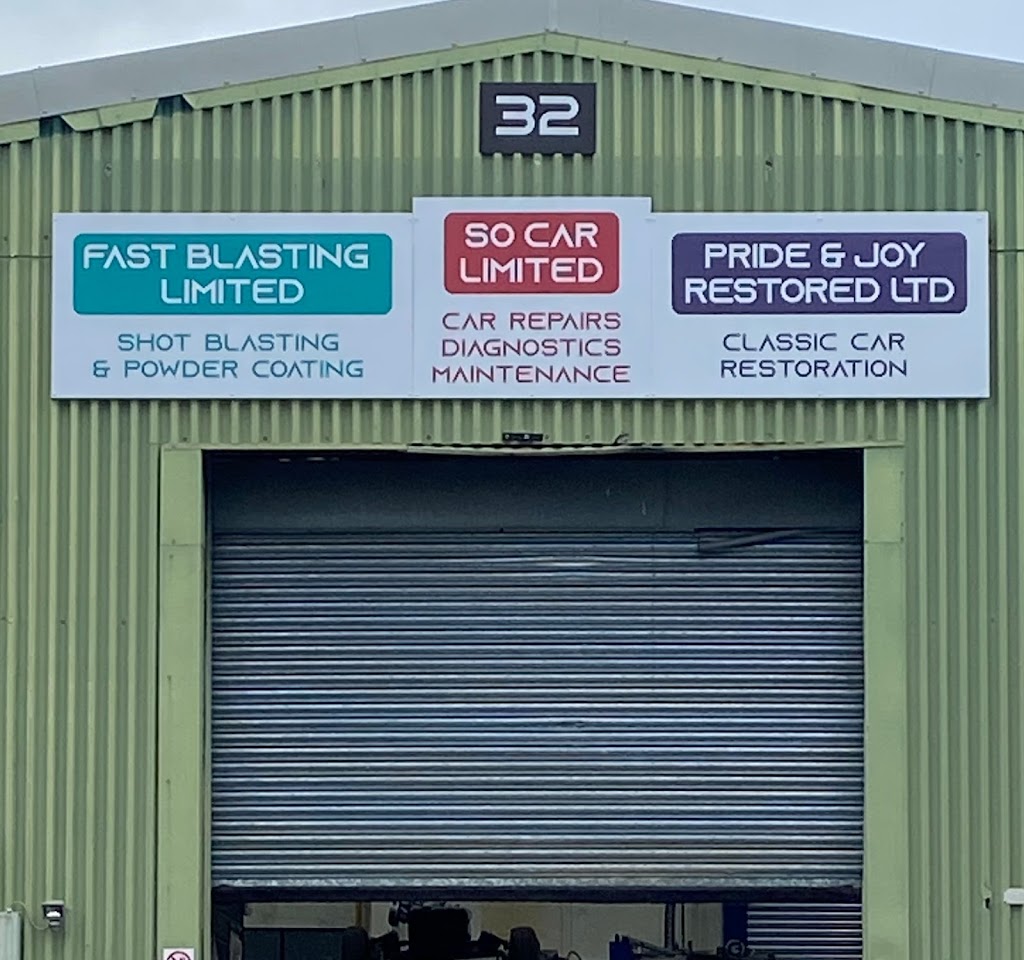 32
FAST BLASTING
LIMITED
SHOT BLASTING
& POWDER COATING
SO CAR
LIMITED
CAR REPAIRS
DIAGNOSTICS
MAINTENANCE
PRIDE & JOY
RESTORED LTD
CLASSIC CAR
RESTORATION